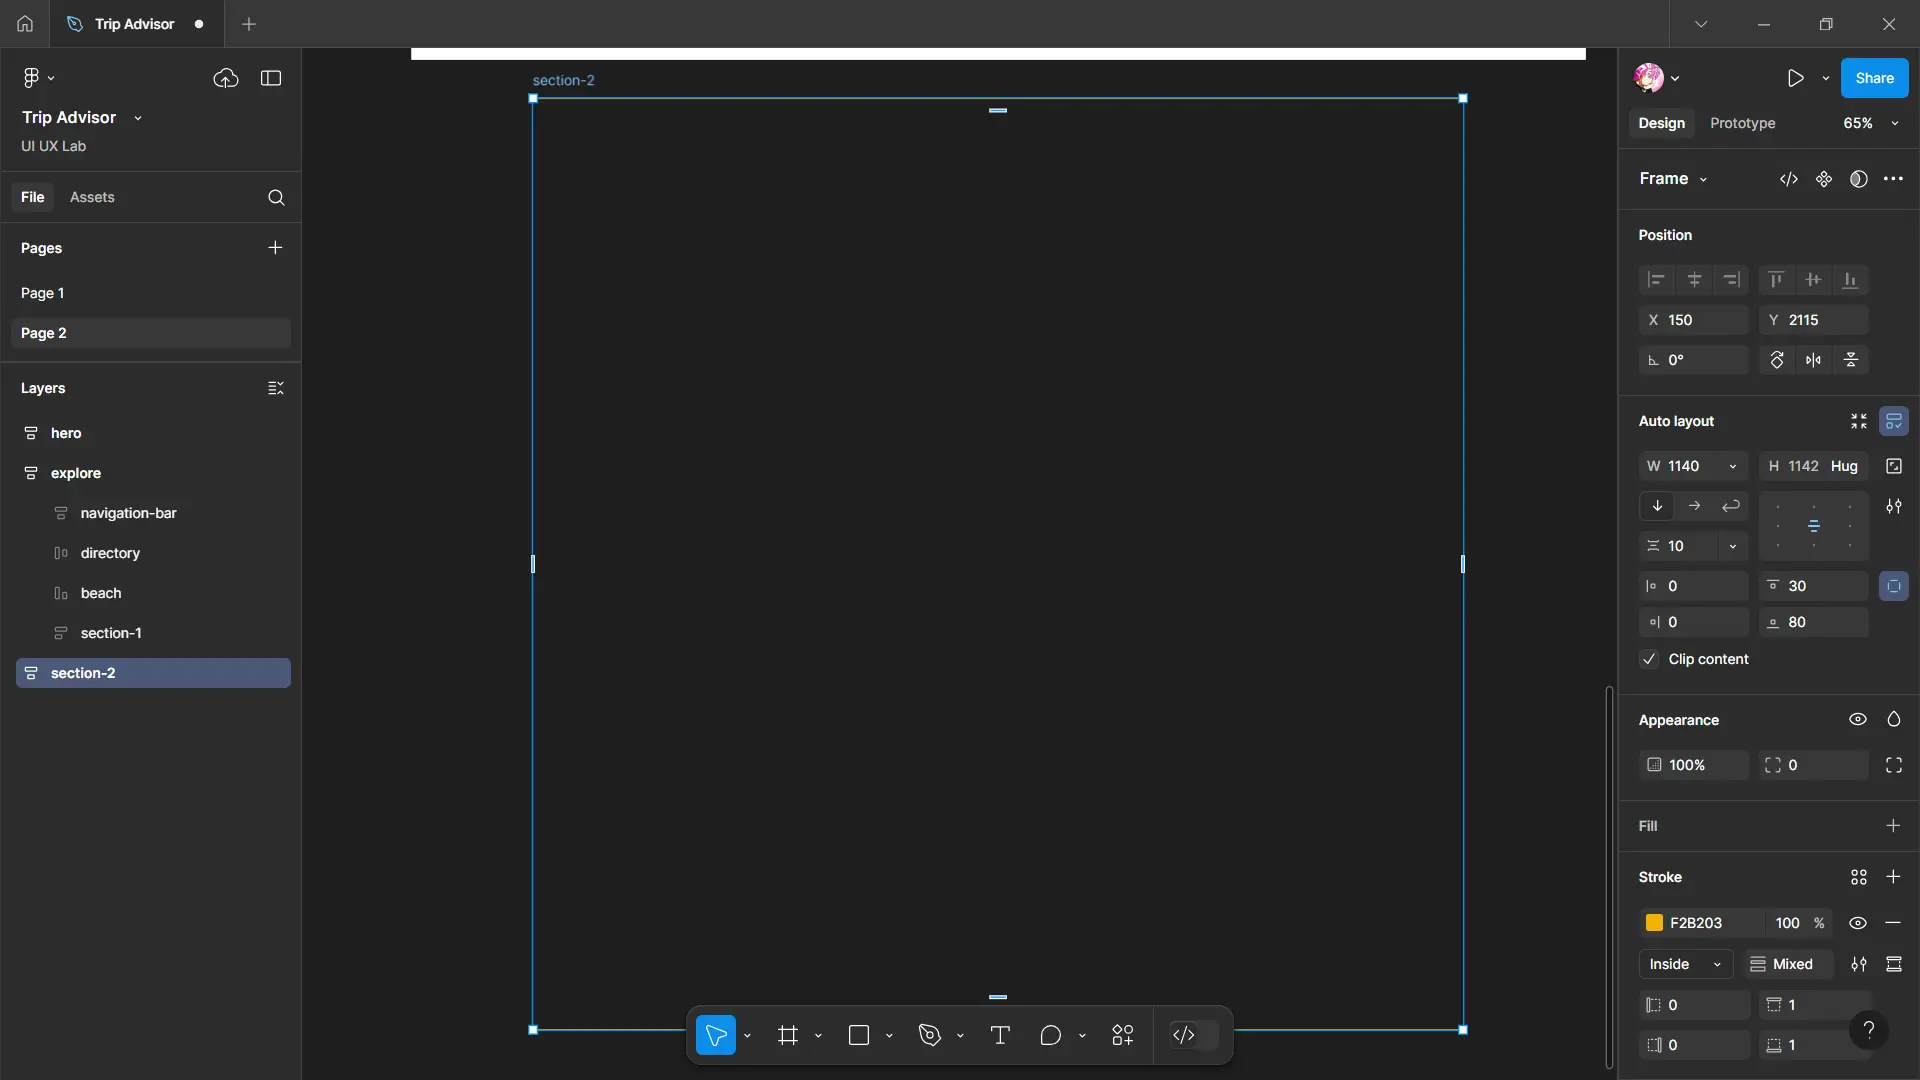 Trip Advisor
Trip Advisor
UI UX Lab
File
Assets
Pages
Page 1
Page 2
Layers
hero
explore
navigation-bar
directory
beach
section-1
section-2
section-2
Share
Design
Prototype
65%
Frame
Position
X 150
Y 2115
0°
Auto layout
W 1140
H 1142 Hug
10
0
30
0
80
Clip content
Appearance
100%
0
Fill
Stroke
F2B203
100 %
Inside
Mixed
0
1
0
1
?